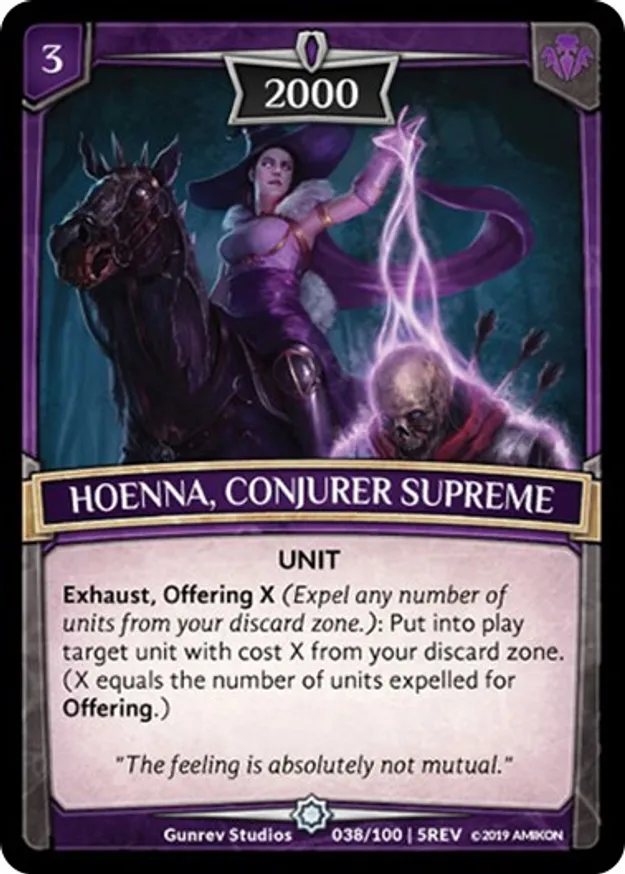 3
2000
HOENNA, CONJURER SUPREME
UNIT
Exhaust, Offering X (Expel any number of
units from your discard zone.): Put into play
target unit with cost X from your discard zone.
(X equals the number of units expelled for
Offering.)
"The feeling is absolutely not mutual."
Gunrev Studios 038/100 | 5REV ©2019 AMIKON